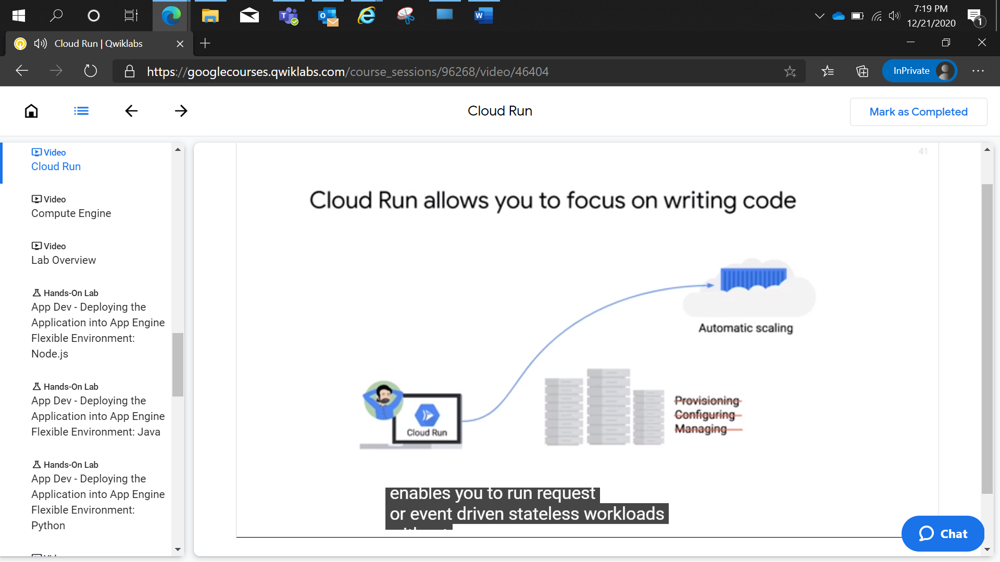 7:19 PM
12/21/2020
1
Cloud Run | Qwiklabs
https://googlecourses.qwiklabs.com/course_sessions/96268/video/46404
InPrivate
Cloud Run
Mark as Completed
Video
Cloud Run
Video
Compute Engine
Video
Lab Overview
Hands-On Lab
App Dev - Deploying the
Application into App Engine
Flexible Environment:
Node.js
Hands-On Lab
App Dev - Deploying the
Application into App Engine
Flexible Environment: Java
Hands-On Lab
App Dev - Deploying the
Application into App Engine
Flexible Environment:
Python
41
Cloud Run allows you to focus on writing code
Automatic scaling
Cloud Run
Provisioning
Configuring
Managing
enables you to run request
or event driven stateless workloads
Chat